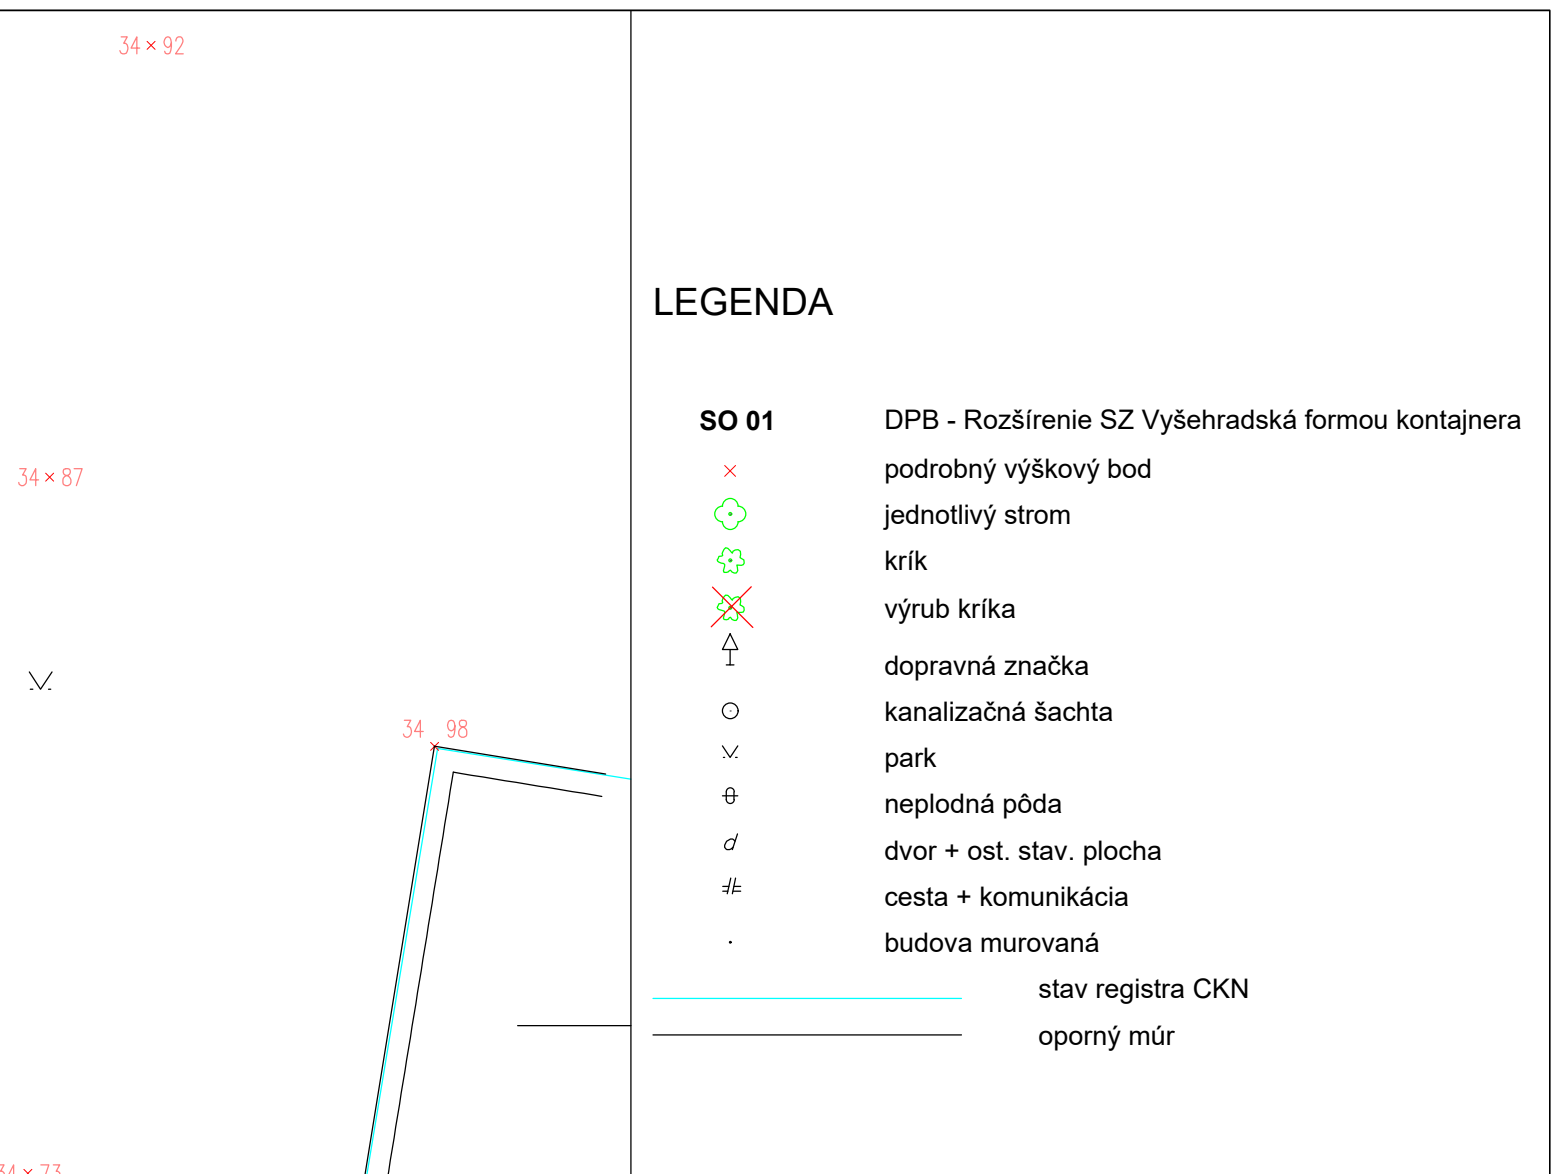 34 × 92
34 × 87
34 98
34 × 73
LEGENDA
SO 01 DPB - Rozšírenie SZ Vyšehradská formou kontajnera
podrobný výškový bod
jednotlivý strom
krík
výrub kríka
dopravná značka
kanalizačná šachta
park
neplodná pôda
dvor + ost. stav. plocha
cesta + komunikácia
budova murovaná
stav registra CKN
oporný múr